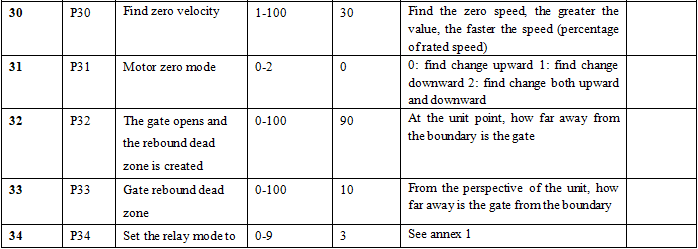 30 P30 Find zero velocity 1-100 30 Find the zero speed, the greater the
value, the faster the speed (percentage
of rated speed)
31 P31 Motor zero mode 0-2 0 0: find change upward 1: find change
downward 2: find change both upward
and downward
32 P32 The gate opens and 0-100 90 At the unit point, how far away from
the rebound dead the boundary is the gate
zone is created
33 P33 Gate rebound dead 0-100 10 From the perspective of the unit, how
zone far away is the gate from the boundary
34 P34 Set the relay mode to 0-9 3 See annex 1